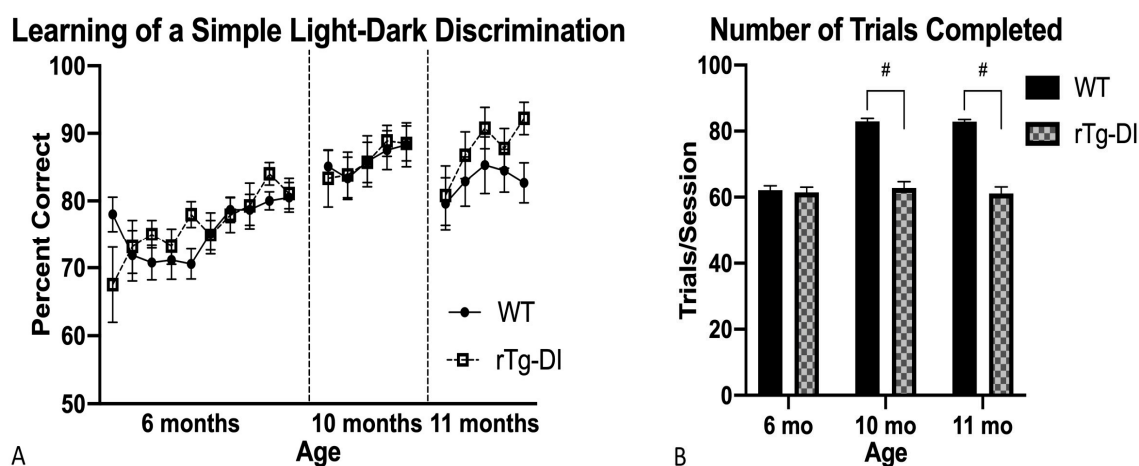 Learning of a Simple Light-Dark Discrimination
Percent Correct
100
90
80
70
60
50
WT
rTg-DI
6 months
10 months
11 months
Age
A
Number of Trials Completed
Trials/Session
100
80
60
40
20
0
#
#
WT
rTg-DI
6 mo
10 mo
11 mo
Age
B